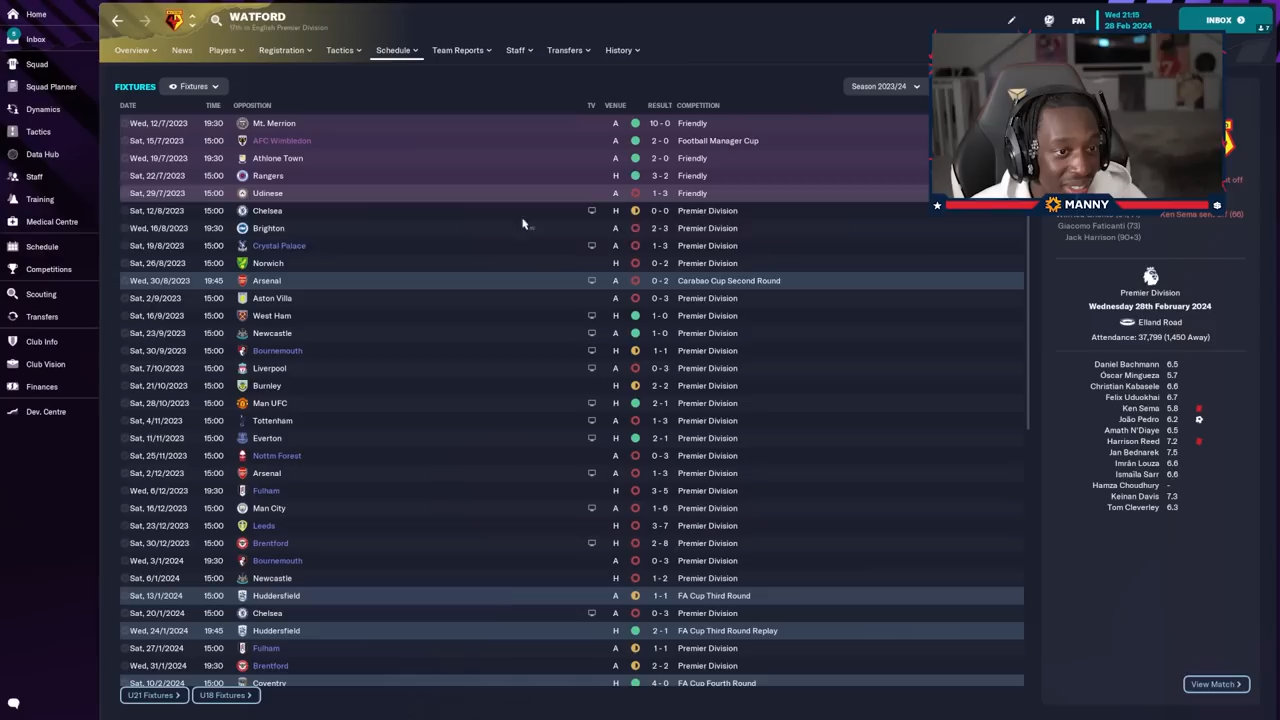 Home
WATFORD
17th in English Premier Division
FM
Wed 21:15
28 Feb 2024
INBOX
7
Inbox
Overview
News
Players
Registration
Tactics
Schedule
Team Reports
Staff
Transfers
History
Squad
Squad Planner
Dynamics
Tactics
Data Hub
Staff
Training
Medical Centre
Schedule
Competitions
Scouting
Transfers
Club Info
Club Vision
Finances
Dev. Centre
FIXTURES Fixtures Season 2023/24
DATE TIME OPPOSITION TV VENUE RESULT COMPETITION
Wed, 12/7/2023 19:30 Mt. Merrion A 10 - 0 Friendly
Sat, 15/7/2023 15:00 AFC Wimbledon A 2 - 0 Football Manager Cup
Wed, 19/7/2023 19:30 Athlone Town A 2 - 0 Friendly
Sat, 22/7/2023 15:00 Rangers H 3 - 2 Friendly
Sat, 29/7/2023 15:00 Udinese A 1 - 3 Friendly
Sat, 12/8/2023 15:00 Chelsea H 0 - 0 Premier Division
Wed, 16/8/2023 19:30 Brighton A 2 - 3 Premier Division
Sat, 19/8/2023 15:00 Crystal Palace A 1 - 3 Premier Division
Sat, 26/8/2023 15:00 Norwich H 0 - 2 Premier Division
Wed, 30/8/2023 19:45 Arsenal A 0 - 2 Carabao Cup Second Round
Sat, 2/9/2023 15:00 Aston Villa A 0 - 3 Premier Division
Sat, 16/9/2023 15:00 West Ham H 1 - 0 Premier Division
Sat, 23/9/2023 15:00 Newcastle A 1 - 0 Premier Division
Sat, 30/9/2023 15:00 Bournemouth H 1 - 1 Premier Division
Sat, 7/10/2023 15:00 Liverpool A 0 - 3 Premier Division
Sat, 21/10/2023 15:00 Burnley H 2 - 2 Premier Division
Sat, 28/10/2023 15:00 Man UFC H 2 - 1 Premier Division
Sat, 4/11/2023 15:00 Tottenham A 1 - 3 Premier Division
Sat, 11/11/2023 15:00 Everton H 2 - 1 Premier Division
Sat, 25/11/2023 15:00 Nottm Forest A 0 - 3 Premier Division
Sat, 2/12/2023 15:00 Arsenal A 1 - 3 Premier Division
Wed, 6/12/2023 19:30 Fulham H 3 - 5 Premier Division
Sat, 16/12/2023 15:00 Man City A 1 - 6 Premier Division
Sat, 23/12/2023 15:00 Leeds H 3 - 7 Premier Division
Sat, 30/12/2023 15:00 Brentford H 2 - 8 Premier Division
Wed, 3/1/2024 19:30 Bournemouth A 0 - 3 Premier Division
Sat, 6/1/2024 15:00 Newcastle H 1 - 2 Premier Division
Sat, 13/1/2024 15:00 Huddersfield A 1 - 1 FA Cup Third Round
Sat, 20/1/2024 15:00 Chelsea A 0 - 3 Premier Division
Wed, 24/1/2024 19:45 Huddersfield H 2 - 1 FA Cup Third Round Replay
Sat, 27/1/2024 15:00 Fulham A 1 - 1 Premier Division
Wed, 31/1/2024 19:30 Brentford A 2 - 2 Premier Division
Sat, 10/2/2024 15:00 Coventry H 4 - 0 FA Cup Fourth Round
U21 Fixtures
U18 Fixtures
MANNY
Ken Sema sent off (66)
Giacomo Faticanti (73)
Jack Harrison (90+3)
Premier Division
Wednesday 28th February 2024
Elland Road
Attendance: 37,799 (1,450 Away)
Daniel Bachmann 6.5
Óscar Mingueza 5.7
Christian Kabasele 6.6
Felix Uduokhai 6.7
Ken Sema 5.8
João Pedro 6.2
Amath N'Diaye 6.5
Harrison Reed 7.2
Jan Bednarek 7.5
Imrân Louza 6.6
Ismaïla Sarr 6.6
Hamza Choudhury -
Keinan Davis 7.3
Tom Cleverley 6.3
View Match